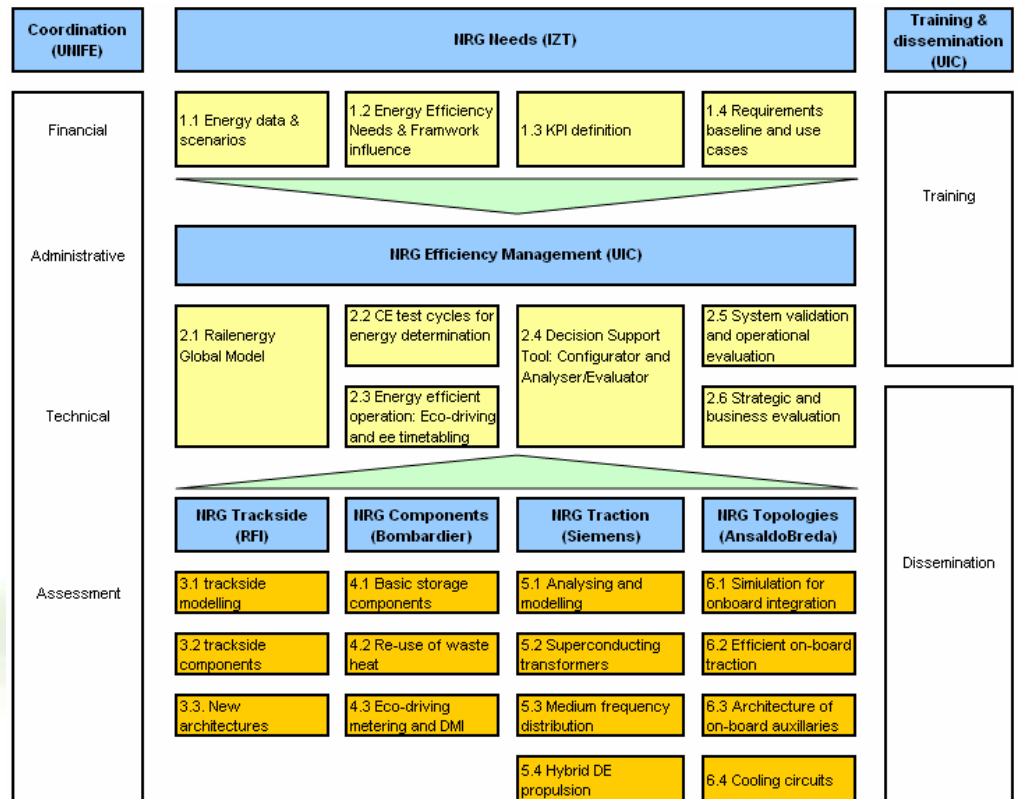 Coordination
(UNIFE)
NRG Needs (IZT)
Training &
dissemination
(UIC)
Financial
Administrative
Technical
Assessment
1.1 Energy data &
scenarios
1.2 Energy Efficiency
Needs & Framwork
influence
1.3 KPI definition
1.4 Requirements
baseline and use
cases
NRG Efficiency Management (UIC)
2.1 Railenergy
Global Model
2.2 CE test cycles for
energy determination
2.3 Energy efficient
operation: Eco-driving
and ee timetabling
2.4 Decision Support
Tool: Configurator and
Analyser/Evaluator
2.5 System validation
and operational
evaluation
2.6 Strategic and
business evaluation
NRG Trackside
(RFI)
3.1 trackside
modelling
3.2 trackside
components
3.3. New
architectures
NRG Components
(Bombardier)
4.1 Basic storage
components
4.2 Re-use of waste
heat
4.3 Eco-driving
metering and DMI
NRG Traction
(Siemens)
5.1 Analysing and
modelling
5.2 Superconducting
transformers
5.3 Medium frequency
distribution
5.4 Hybrid DE
propulsion
NRG Topologies
(AnsaldoBreda)
6.1 Simiulation for
onboard integration
6.2 Efficient on-board
traction
6.3 Architecture of
on-board auxillaries
6.4 Cooling circuits
Training
Dissemination